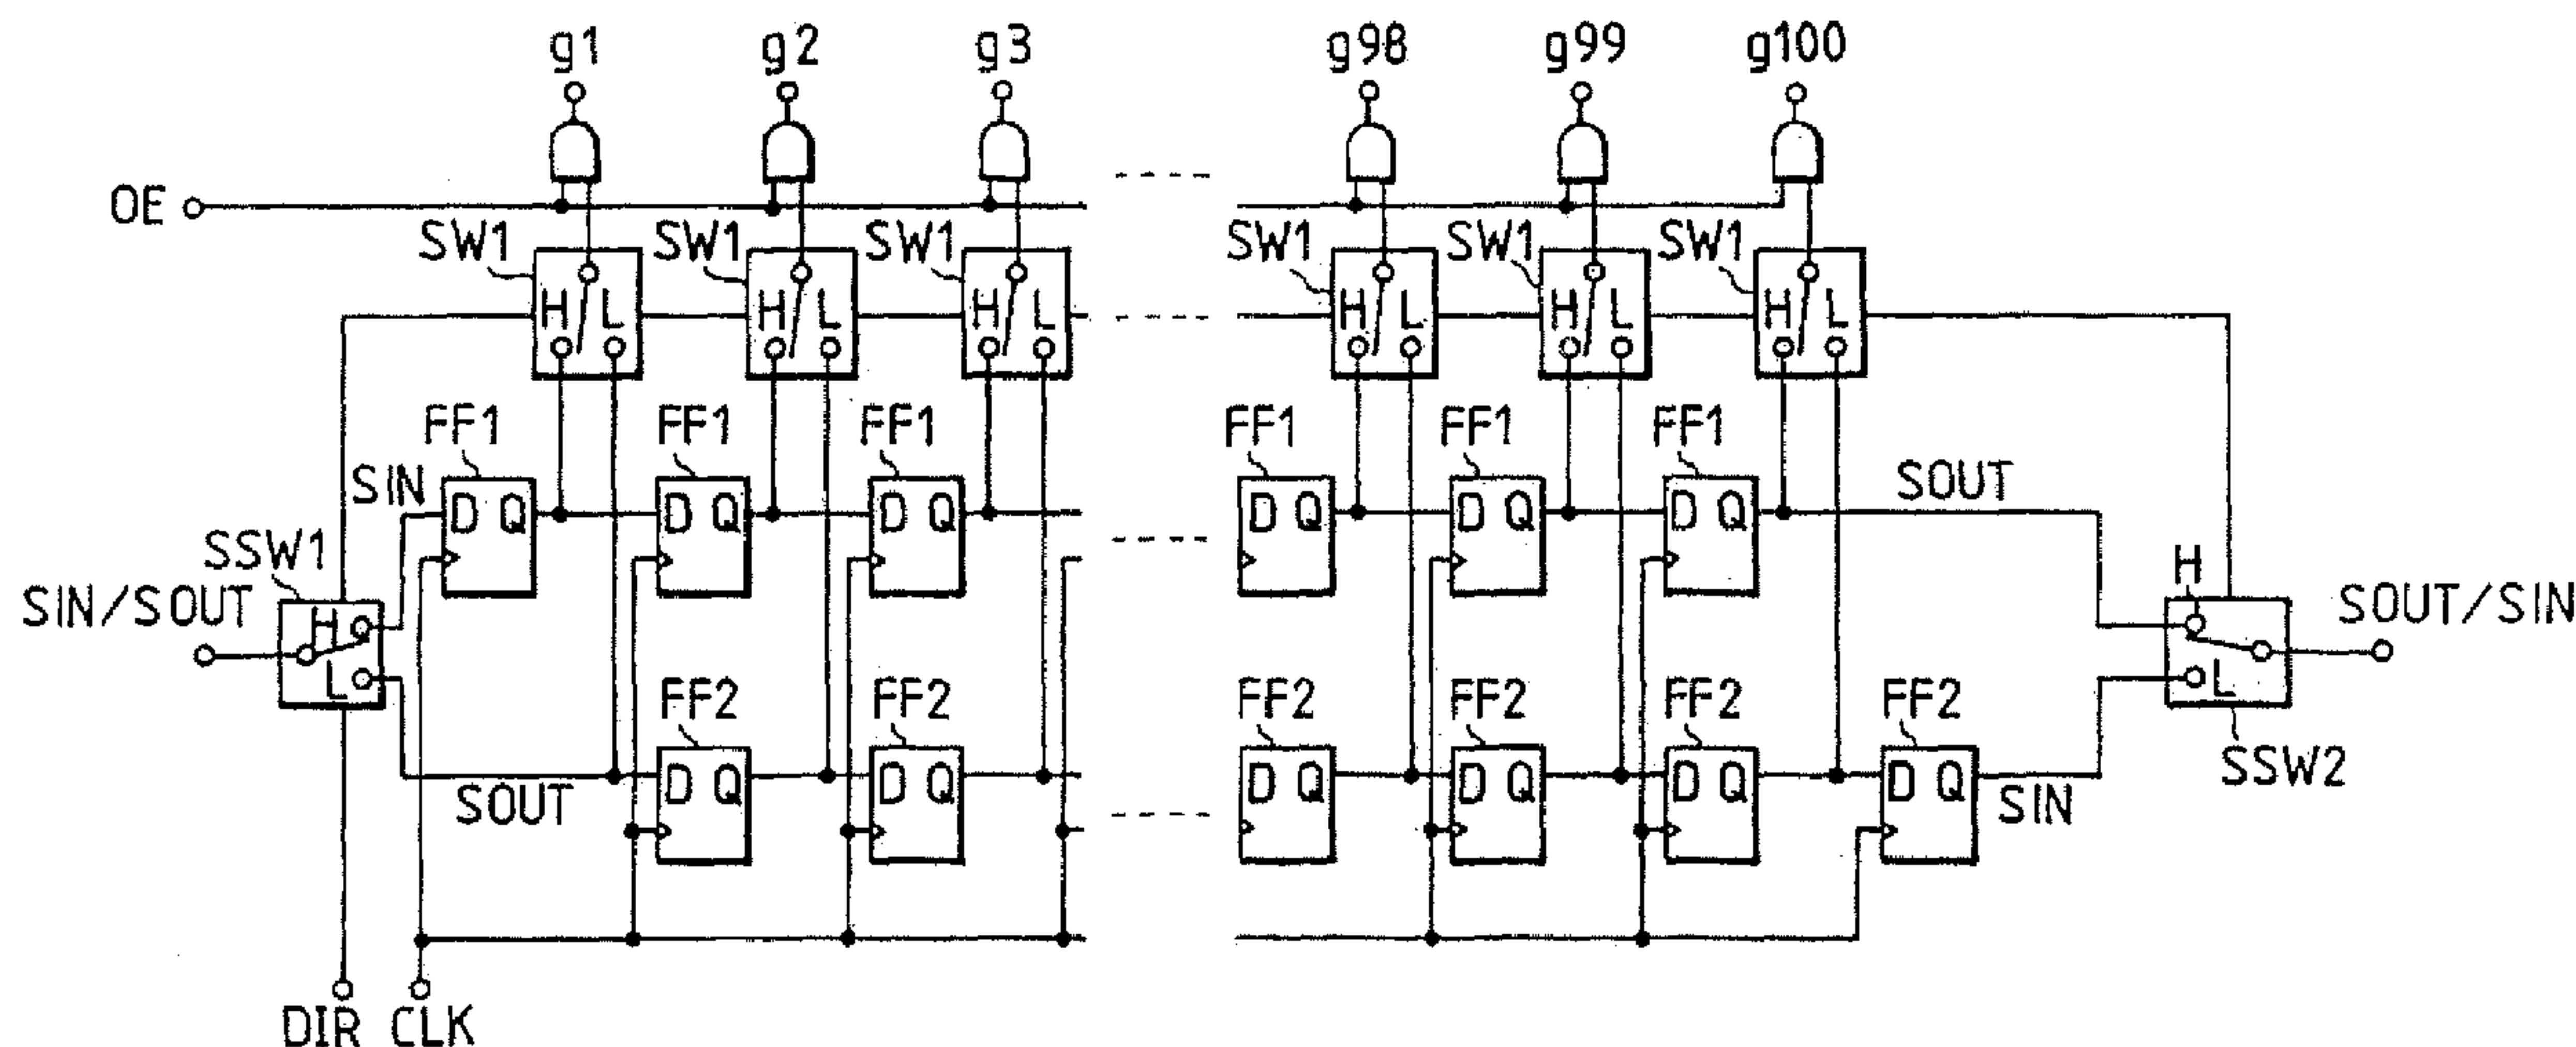 g1 g2 g3 g98 g99 g100
OE
SW1 SW1 SW1 SW1 SW1 SW1
H L H L H L H L H L H L
FF1 FF1 FF1 FF1 FF1 FF1
SIN D Q D Q D Q D Q D Q D Q SOUT
SSW1 H
SIN/SOUT H SOUT/SIN
L FF2 FF2 FF2 FF2 FF2 FF2 L
SSW2
D Q D Q D Q D Q D Q D Q
SOUT SIN
DIR CLK